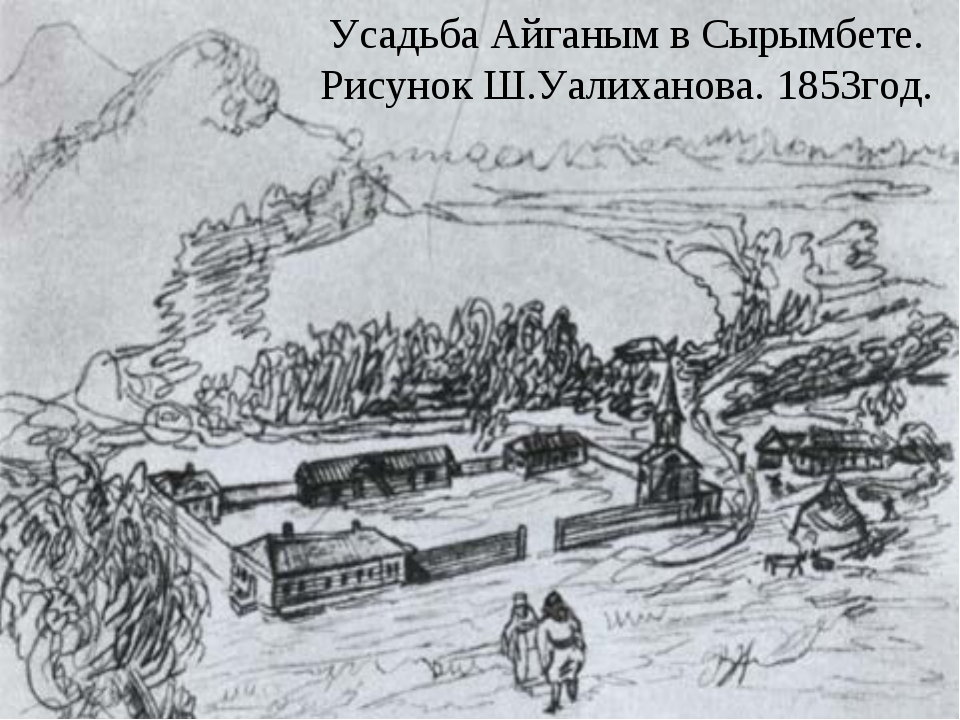 Усадьба Айганым в Сырымбете.
Рисунок Ш.Уалиханова. 1853год.